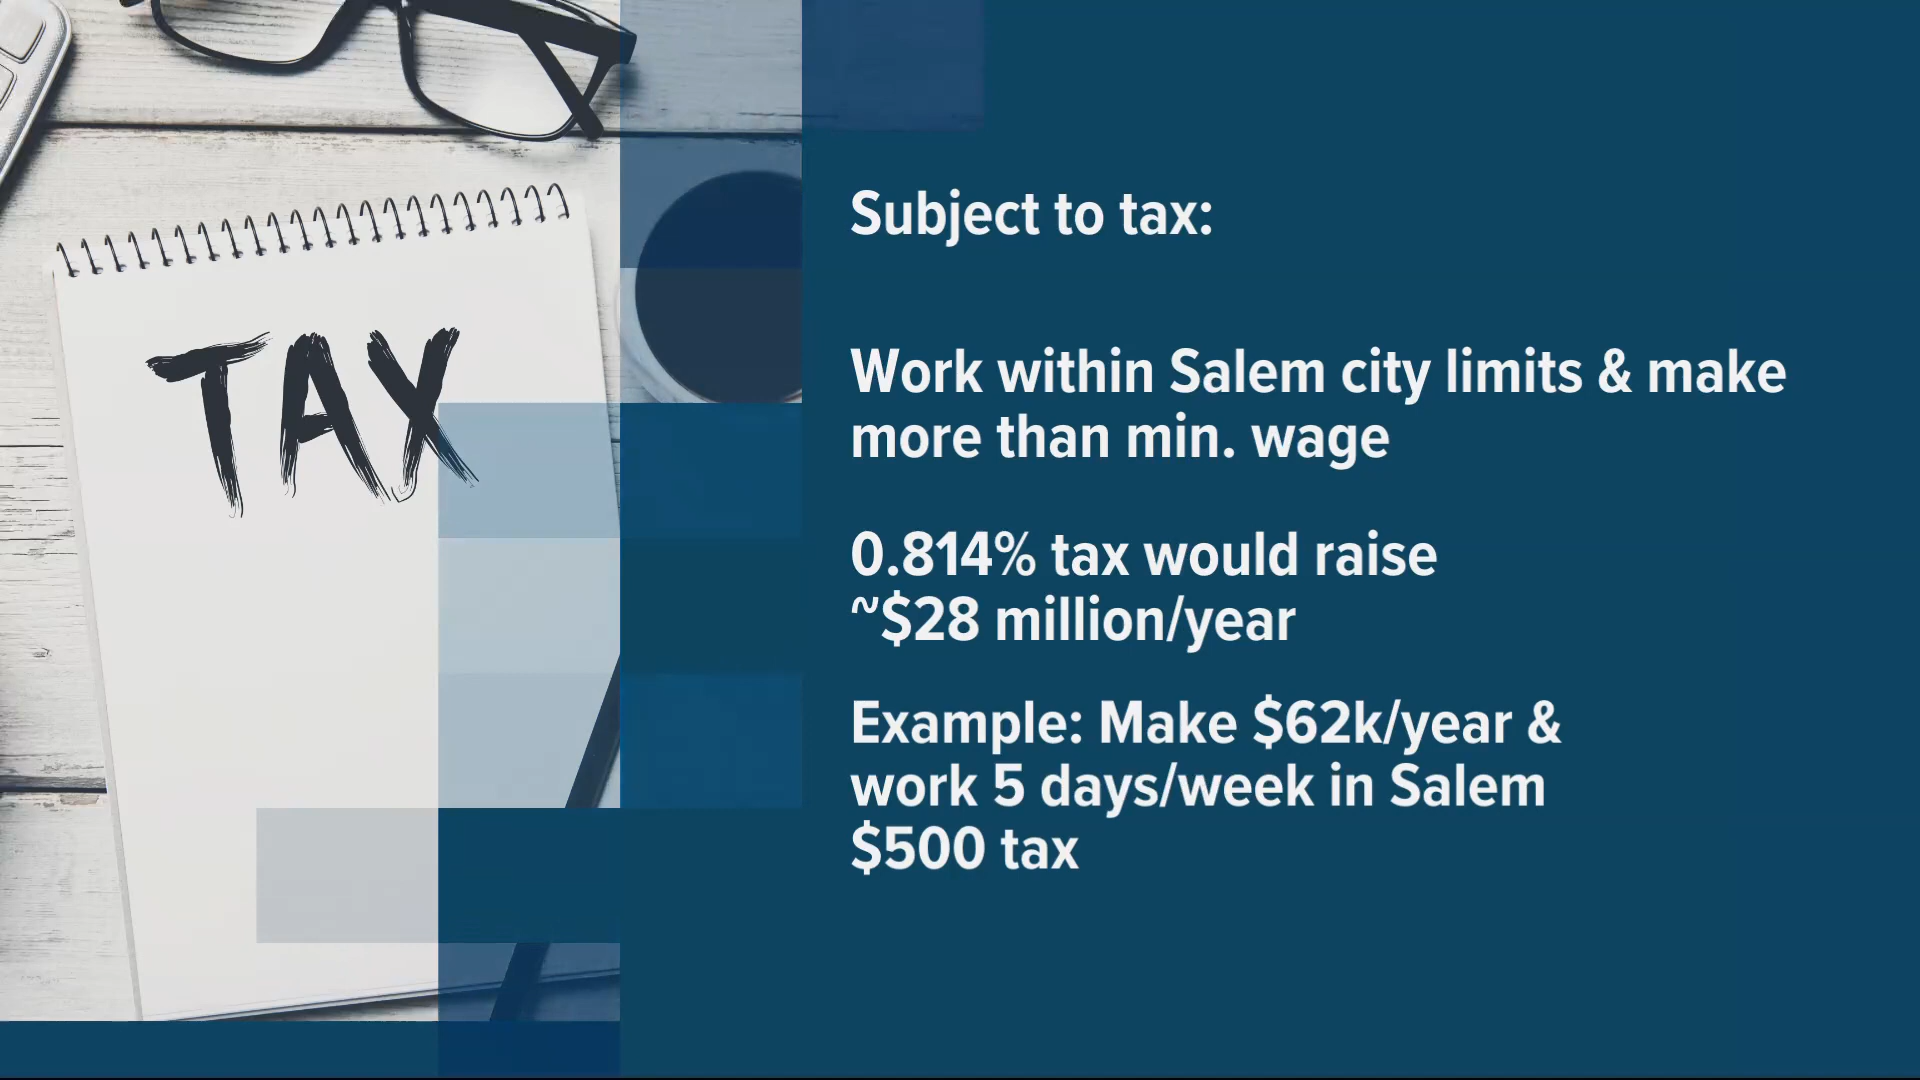 TAX
Subject to tax:
Work within Salem city limits & make
more than min. wage
0.814% tax would raise
~$28 million/year
Example: Make $62k/year &
work 5 days/week in Salem
$500 tax